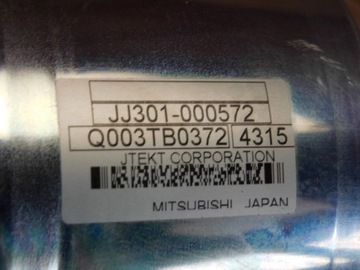 JJ301-000572
Q003TB0372 4315
JTEKT CORPORATION
MITSUBISHI JAPAN